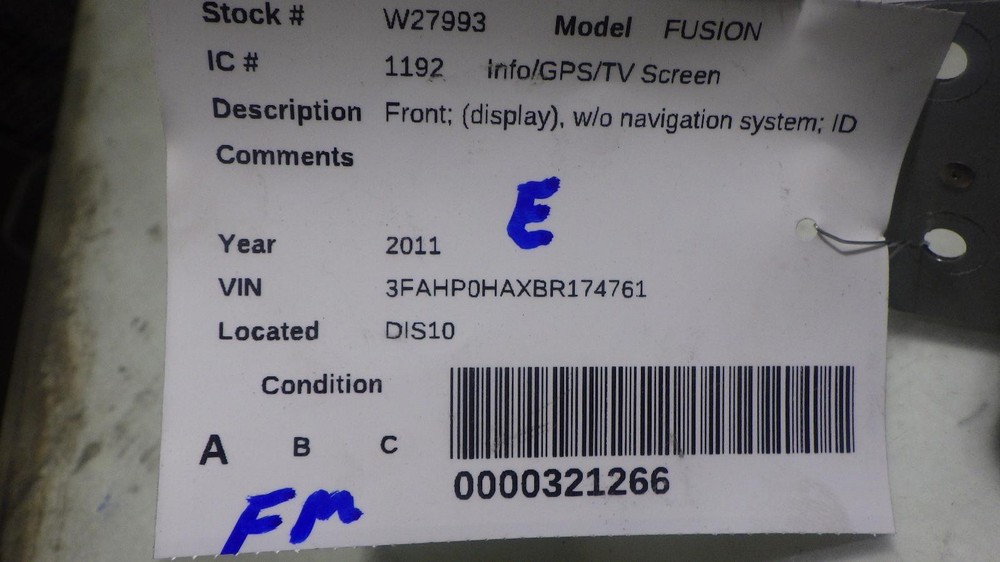 Stock # W27993 Model FUSION
IC # 1192 Info/GPS/TV Screen
Description Front; (display), w/o navigation system; ID
Comments
E
Year 2011
VIN 3FAHP0HAXBR174761
Located DIS10
Condition
A B C
0000321266
FM